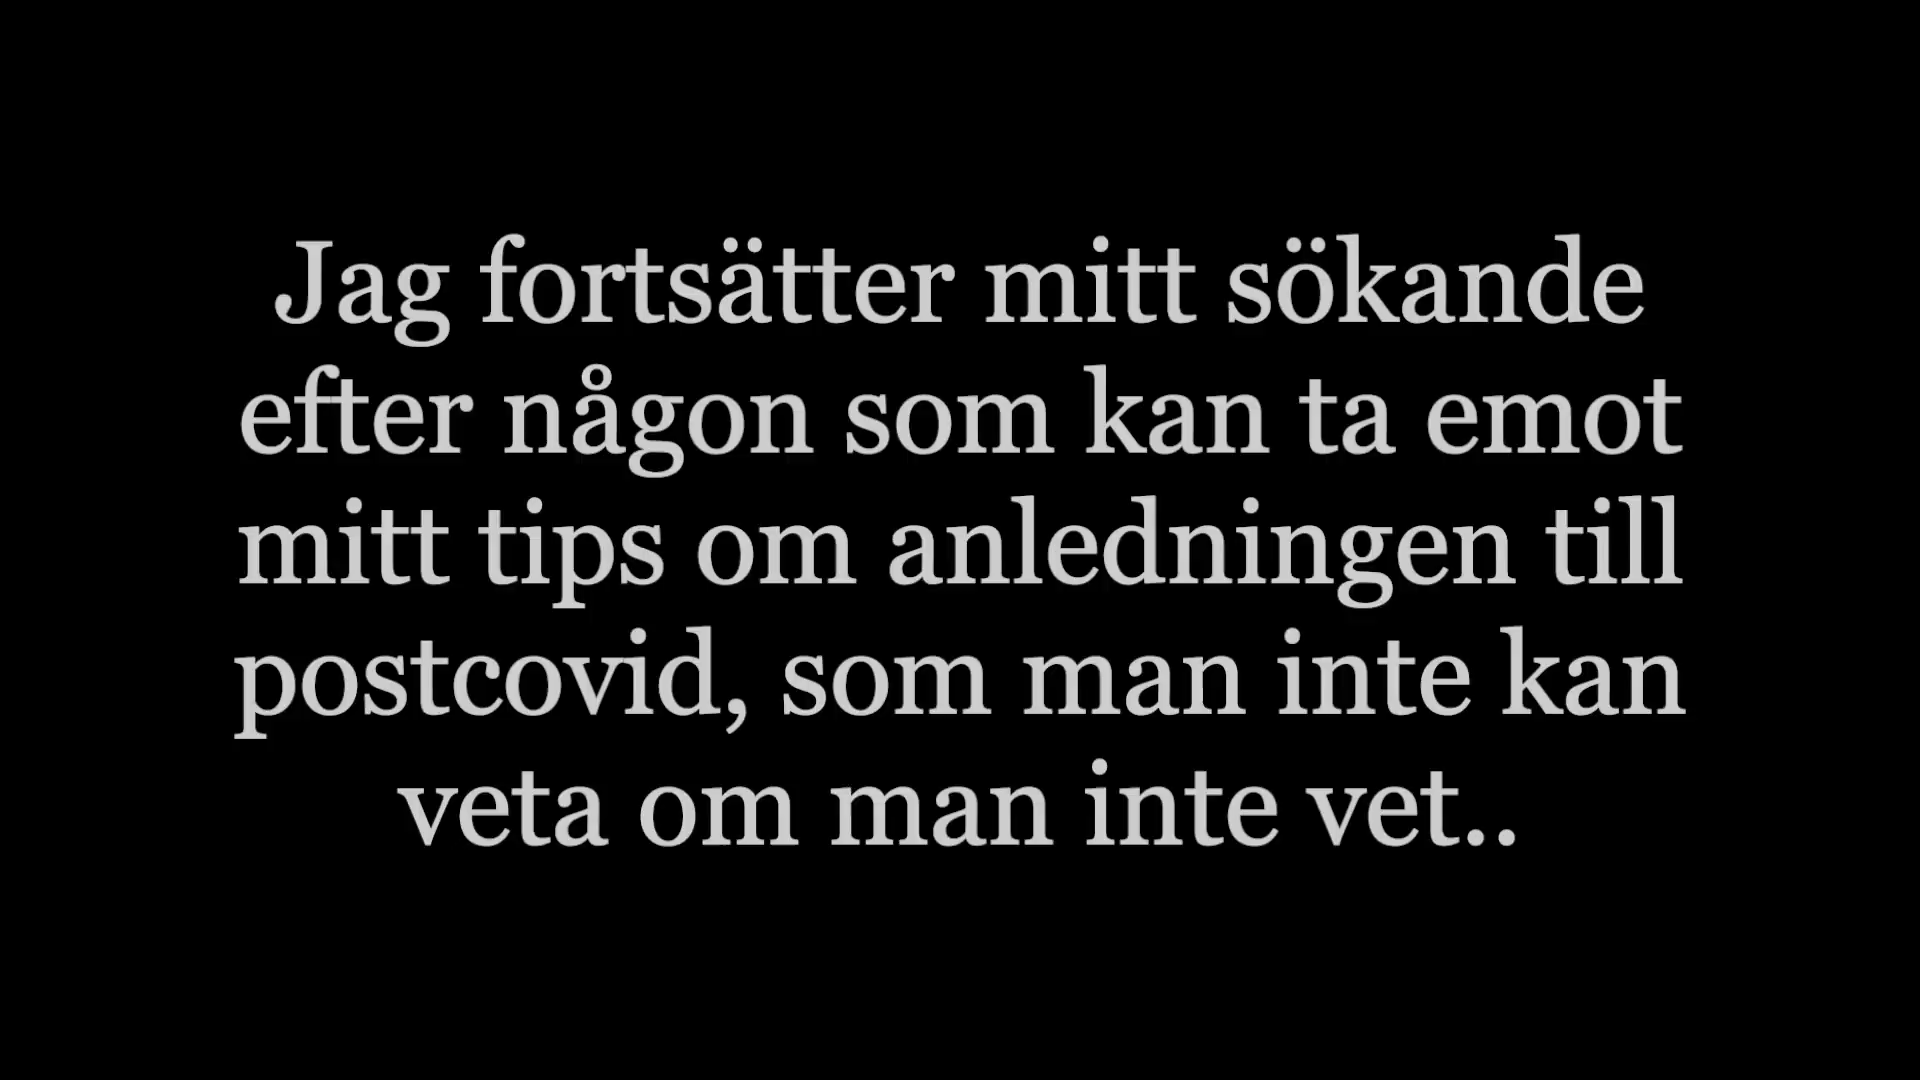 Jag fortsätter mitt sökande
efter någon som kan ta emot
mitt tips om anledningen till
postcovid, som man inte kan
veta om man inte vet..